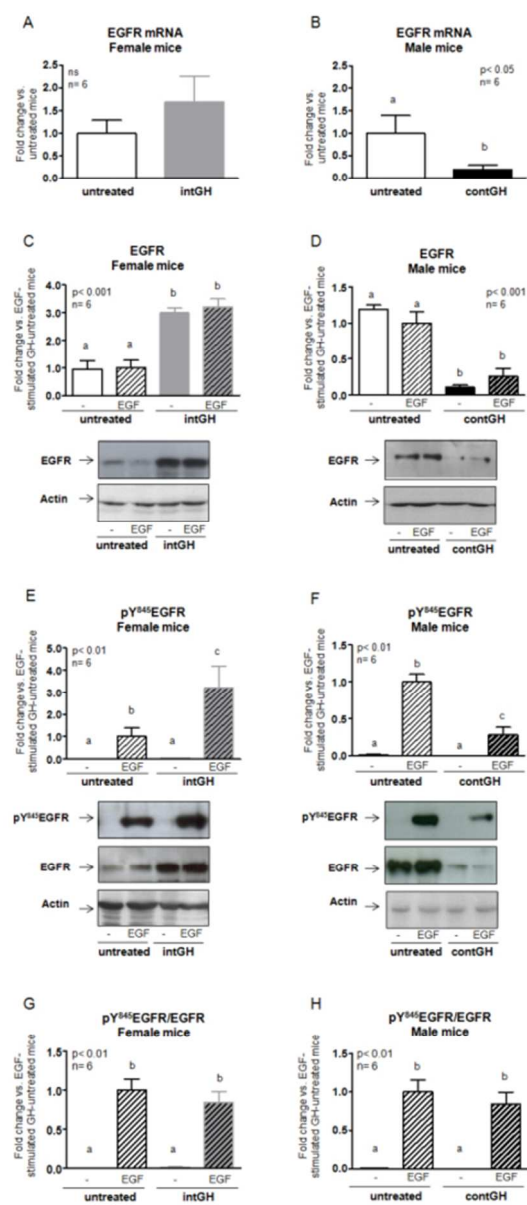 A
EGFR mRNA
Female mice
Fold change vs.
untreated mice
2.5
2.0
1.5
1.0
0.5
0.0
ns
n= 6
untreated
intGH
B
EGFR mRNA
Male mice
Fold change vs.
untreated mice
2.5
2.0
1.5
1.0
0.5
0.0
p< 0.05
n= 6
a
b
untreated
contGH
C
EGFR
Female mice
Fold change vs. EGF-
stimulated GH-untreated mice
4.0
3.0
2.0
1.0
0.0
p< 0.001
n= 6
a a b b
- EGF - EGF
untreated intGH
EGFR
Actin
- EGF - EGF
untreated intGH
D
EGFR
Male mice
Fold change vs. EGF-
stimulated GH-untreated mice
1.5
1.0
0.5
0.0
p< 0.001
n= 6
a a b b
- EGF - EGF
untreated contGH
EGFR
Actin
- EGF - EGF
untreated contGH
E
pY⁸⁴⁵EGFR
Female mice
Fold change vs. EGF-
stimulated GH-untreated mice
5.0
4.0
3.0
2.0
1.0
0.0
p< 0.01
n= 6
a b a c
- EGF - EGF
untreated intGH
EGFR
Actin
- EGF - EGF
untreated intGH
F
pY⁸⁴⁵EGFR
Male mice
Fold change vs. EGF-
stimulated GH-untreated mice
1.5
1.0
0.5
0.0
p< 0.01
n= 6
a b a c
- EGF - EGF
untreated contGH
EGFR
Actin
- EGF - EGF
untreated contGH
G
pY⁸⁴⁵EGFR/EGFR
Female mice
Fold change vs. EGF-
stimulated GH-untreated mice
1.5
1.0
0.5
0.0
p< 0.01
n= 6
a b a b
- EGF - EGF
untreated intGH
H
pY⁸⁴⁵EGFR/EGFR
Male mice
Fold change vs. EGF-
stimulated GH-untreated mice
1.5
1.0
0.5
0.0
p< 0.01
n= 6
a b a b
- EGF - EGF
untreated contGH